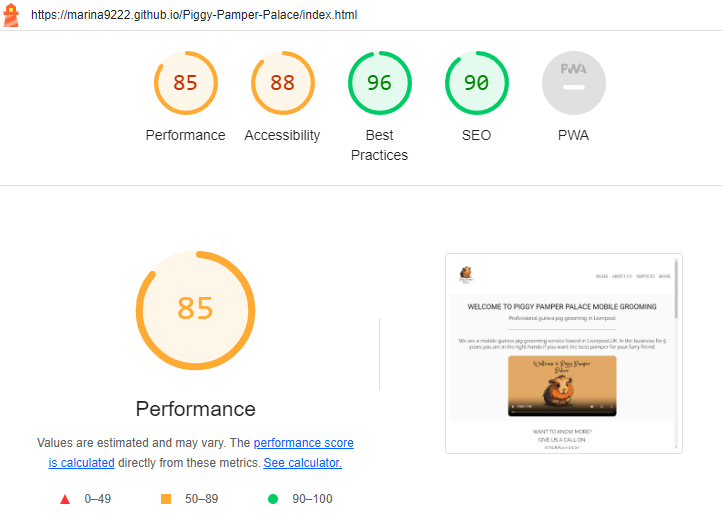 https://marina9222.github.io/Piggy-Pamper-Palace/index.html
85
88
96
90
PWA
Performance
Accessibility
Best
Practices
SEO
PWA
85
Performance
Values are estimated and may vary. The performance score
is calculated directly from these metrics. See calculator.
0–49
50–89
90–100
HOME ABOUT US SERVICES BOOK
WELCOME TO PIGGY PAMPER PALACE MOBILE GROOMING
Professional guinea pig grooming in Liverpool
We are a mobile guinea pig grooming service based in Liverpool,UK. In the business for 5
years,you are in the right hands if you want the best pamper for your furry friend.
Welcome to Piggy Pamper
Palace
WANT TO KNOW MORE?
GIVE US A CALL ON